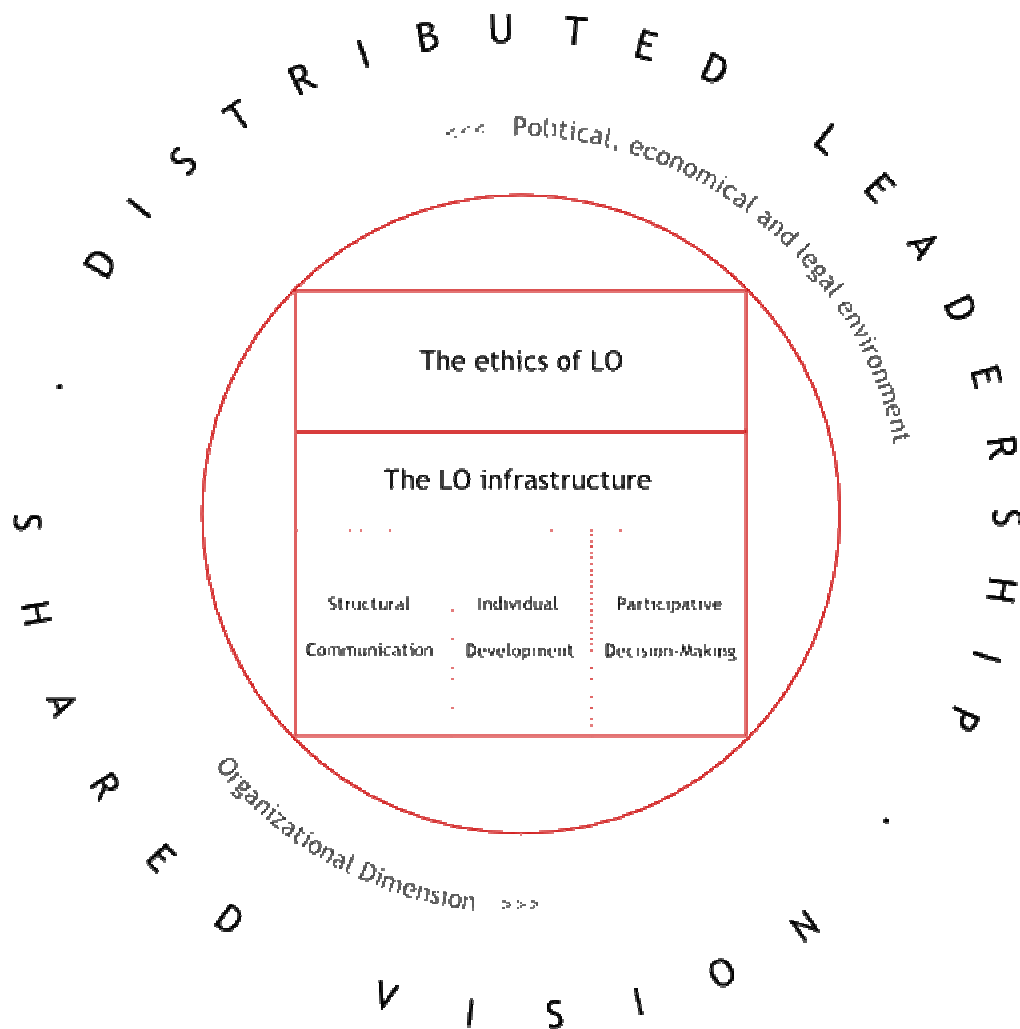 DISTRIBUTED LEADERSHIP
<<< Political, economical and legal environment
The ethics of LO
The LO infrastructure
Structural
Communication
Individual
Development
Participative
Decision-Making
Organizational Dimension >>>
SHARED VISION